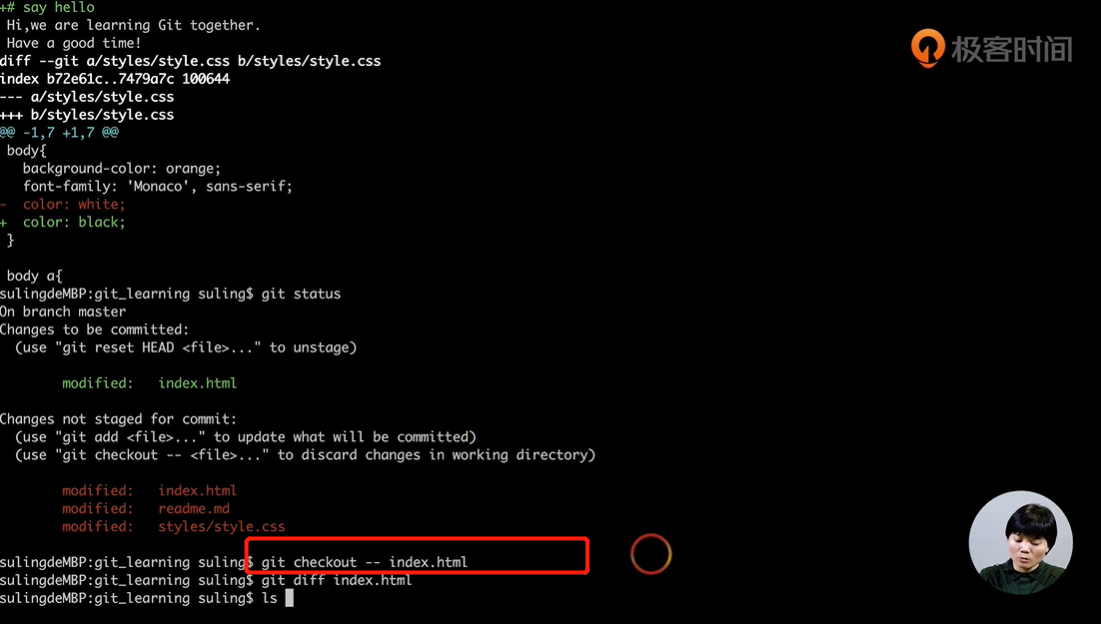 +# say hello
 Hi,we are learning Git together.
 Have a good time!
diff --git a/styles/style.css b/styles/style.css
index b72e61c..7479a7c 100644
--- a/styles/style.css
+++ b/styles/style.css
@@ -1,7 +1,7 @@
 body{
   background-color: orange;
   font-family: 'Monaco', sans-serif;
-  color: white;
+  color: black;
 }
 body a{
sulingdeMBP:git_learning suling$ git status
On branch master
Changes to be committed:
  (use "git reset HEAD <file>..." to unstage)
        modified:   index.html
Changes not staged for commit:
  (use "git add <file>..." to update what will be committed)
  (use "git checkout -- <file>..." to discard changes in working directory)
        modified:   index.html
        modified:   readme.md
        modified:   styles/style.css
sulingdeMBP:git_learning suling$ git checkout -- index.html
sulingdeMBP:git_learning suling$ git diff index.html
sulingdeMBP:git_learning suling$ ls
极客时间